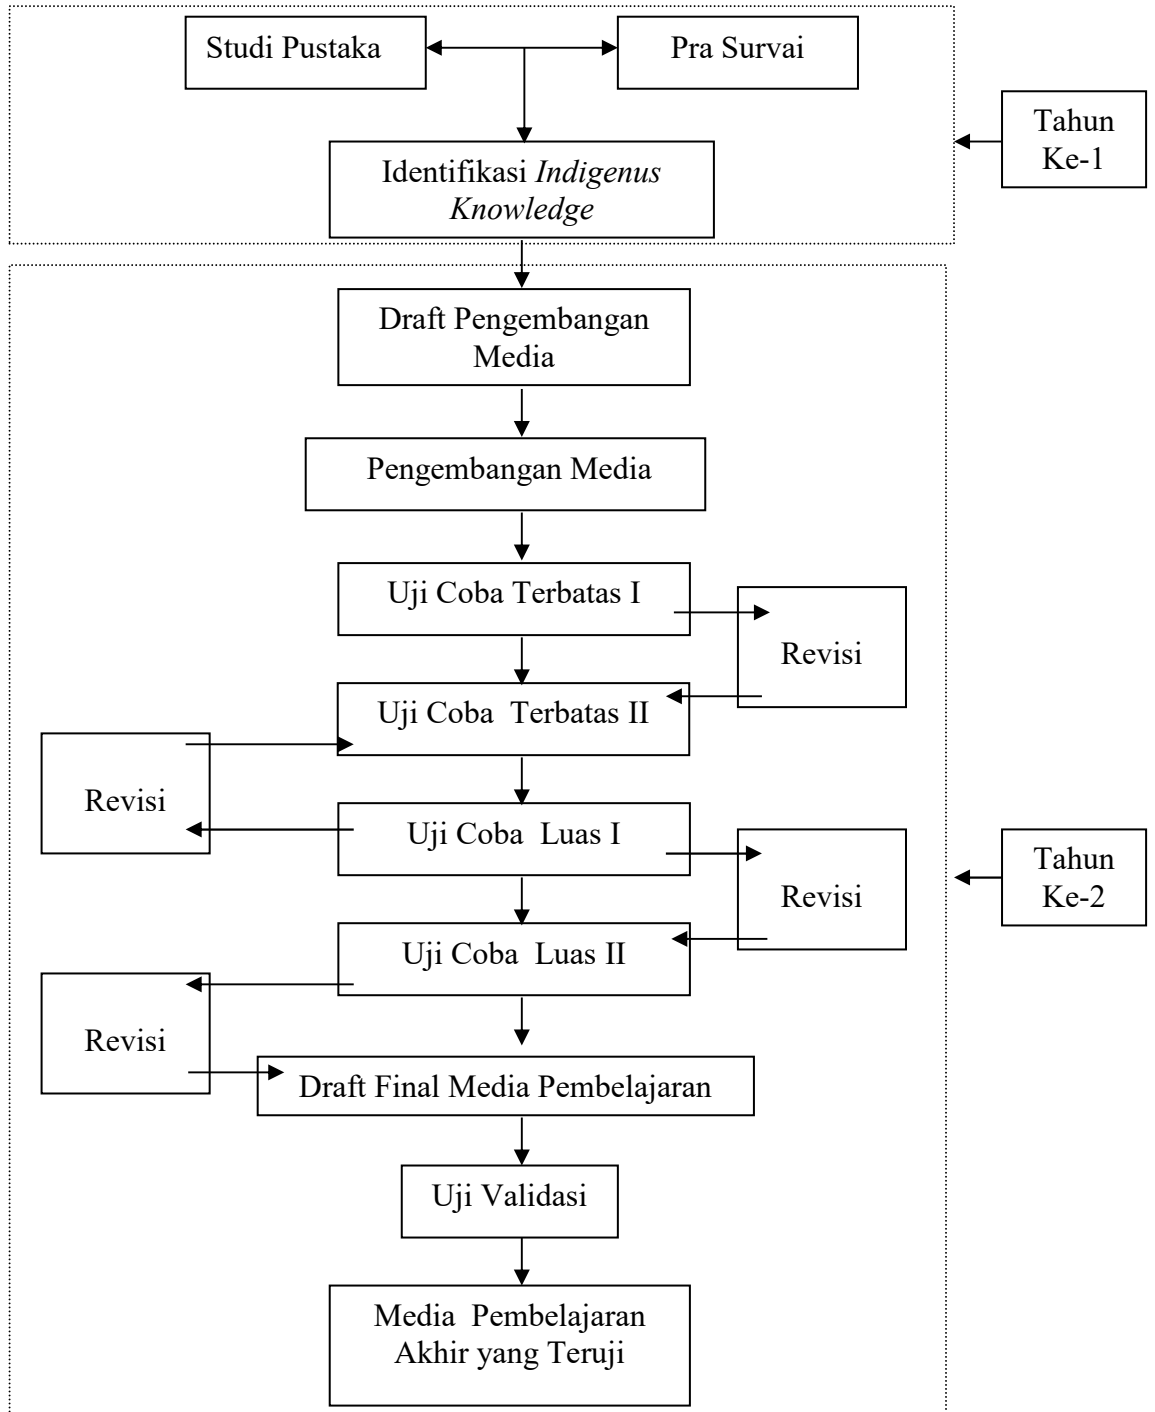 Studi Pustaka
Pra Survai
Tahun
Ke-1
Identifikasi Indigenus
Knowledge
Draft Pengembangan
Media
Pengembangan Media
Uji Coba Terbatas I
Revisi
Uji Coba Terbatas II
Revisi
Uji Coba Luas I
Revisi
Tahun
Ke-2
Uji Coba Luas II
Revisi
Draft Final Media Pembelajaran
Uji Validasi
Media Pembelajaran
Akhir yang Teruji